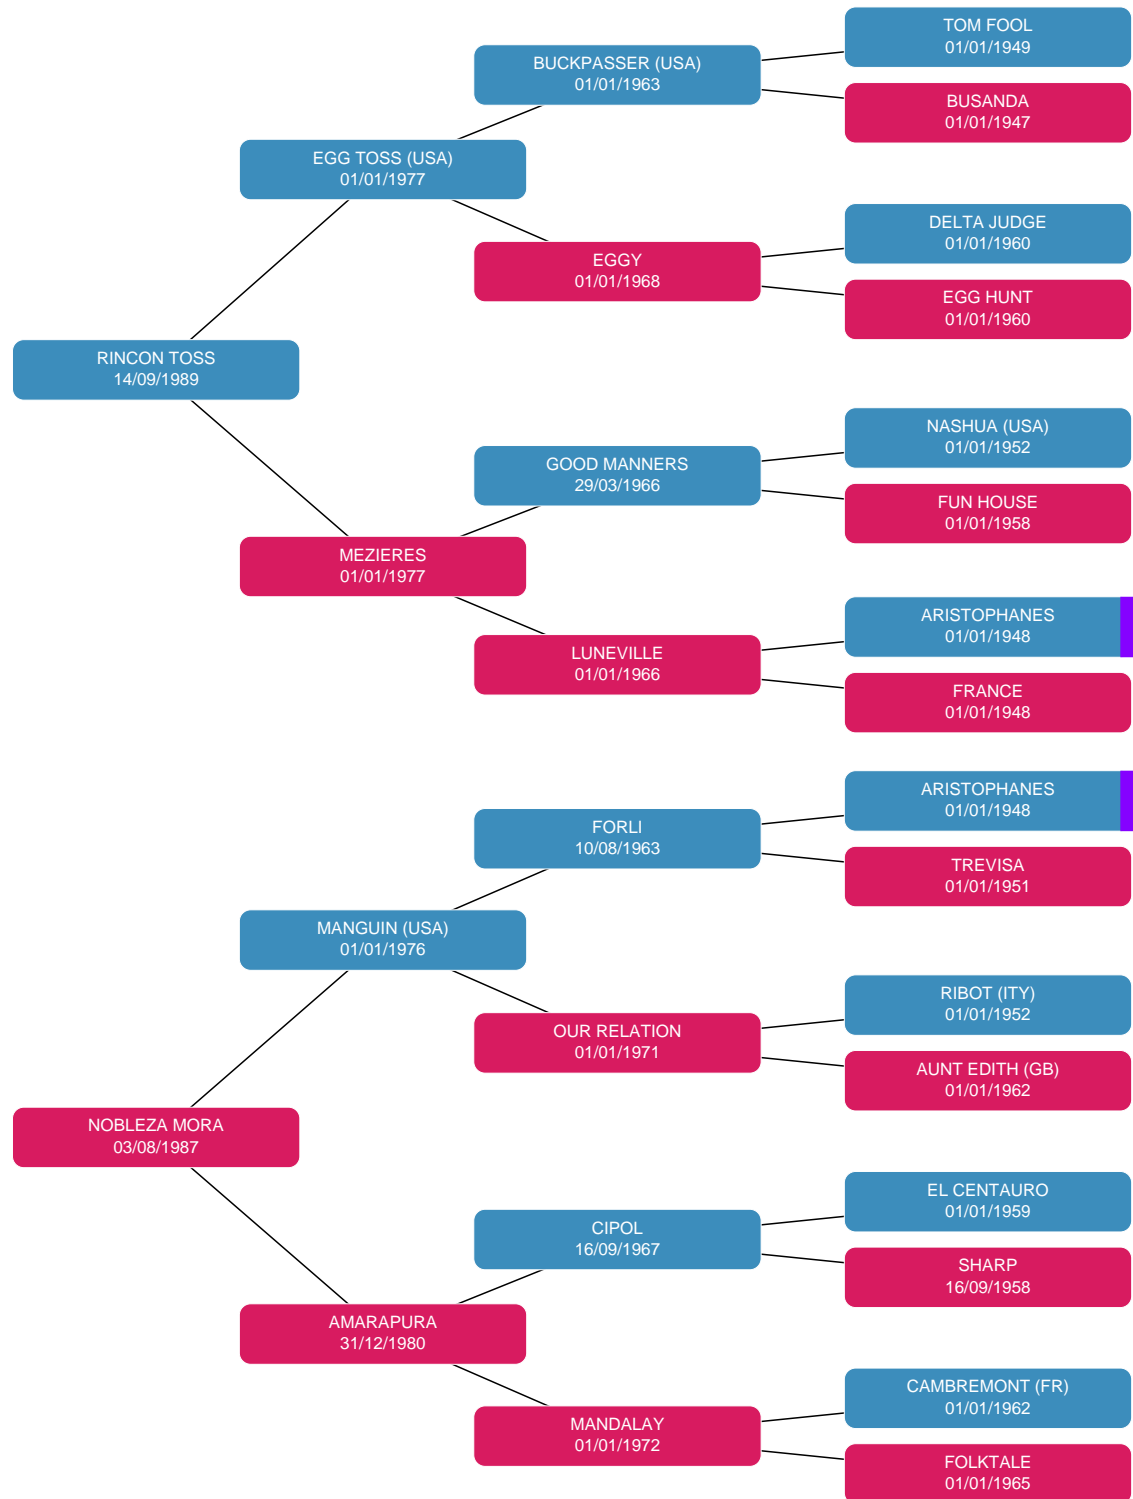 TOM FOOL
01/01/1949
BUCKPASSER (USA)
01/01/1963
BUSANDA
01/01/1947
EGG TOSS (USA)
01/01/1977
DELTA JUDGE
01/01/1960
EGGY
01/01/1968
EGG HUNT
01/01/1960
RINCON TOSS
14/09/1989
NASHUA (USA)
01/01/1952
GOOD MANNERS
29/03/1966
FUN HOUSE
01/01/1958
MEZIERES
01/01/1977
ARISTOPHANES
01/01/1948
LUNEVILLE
01/01/1966
FRANCE
01/01/1948
ARISTOPHANES
01/01/1948
FORLI
10/08/1963
TREVISA
01/01/1951
MANGUIN (USA)
01/01/1976
RIBOT (ITY)
01/01/1952
OUR RELATION
01/01/1971
AUNT EDITH (GB)
01/01/1962
NOBLEZA MORA
03/08/1987
EL CENTAURO
01/01/1959
CIPOL
16/09/1967
SHARP
16/09/1958
AMARAPURA
31/12/1980
CAMBREMONT (FR)
01/01/1962
MANDALAY
01/01/1972
FOLKTALE
01/01/1965